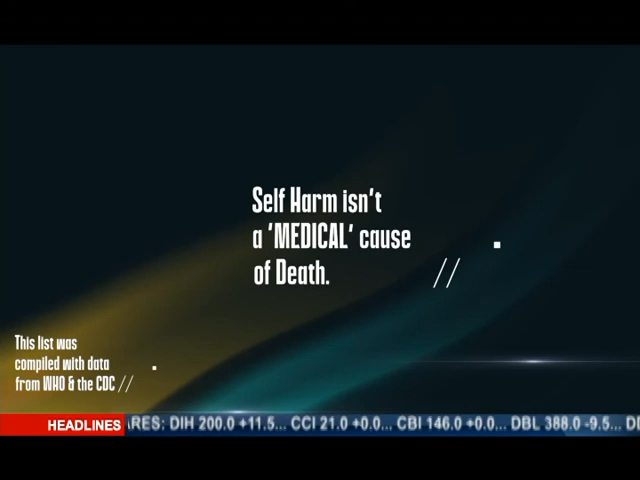 Self Harm isn't
a 'MEDICAL' cause
of Death.
//
This list was
compiled with data
from WHO & the CDC //
HEADLINES
RES: DIH 200.0 +11.5... CCI 21.0 +0.0... CBI 146.0 +0.0... DBL 388.0 -9.5...